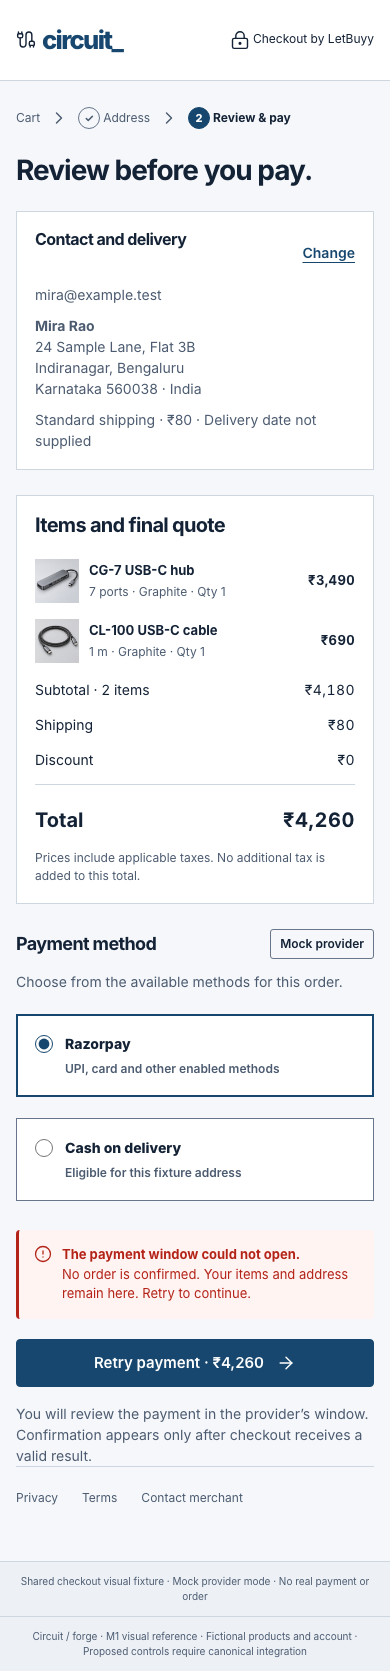 circuit_
Checkout by LetBuyy
Cart
Address
2 Review & pay
Review before you pay.
Contact and delivery
Change
mira@example.test
Mira Rao
24 Sample Lane, Flat 3B
Indiranagar, Bengaluru
Karnataka 560038 · India
Standard shipping · ₹80 · Delivery date not
supplied
Items and final quote
CG-7 USB-C hub
₹3,490
7 ports · Graphite · Qty 1
CL-100 USB-C cable
₹690
1 m · Graphite · Qty 1
Subtotal · 2 items ₹4,180
Shipping ₹80
Discount ₹0
Total ₹4,260
Prices include applicable taxes. No additional tax is
added to this total.
Payment method
Mock provider
Choose from the available methods for this order.
Razorpay
UPI, card and other enabled methods
Cash on delivery
Eligible for this fixture address
The payment window could not open.
No order is confirmed. Your items and address
remain here. Retry to continue.
Retry payment · ₹4,260
You will review the payment in the provider’s window.
Confirmation appears only after checkout receives a
valid result.
Privacy Terms Contact merchant
Shared checkout visual fixture · Mock provider mode · No real payment or
order
Circuit / forge · M1 visual reference · Fictional products and account ·
Proposed controls require canonical integration